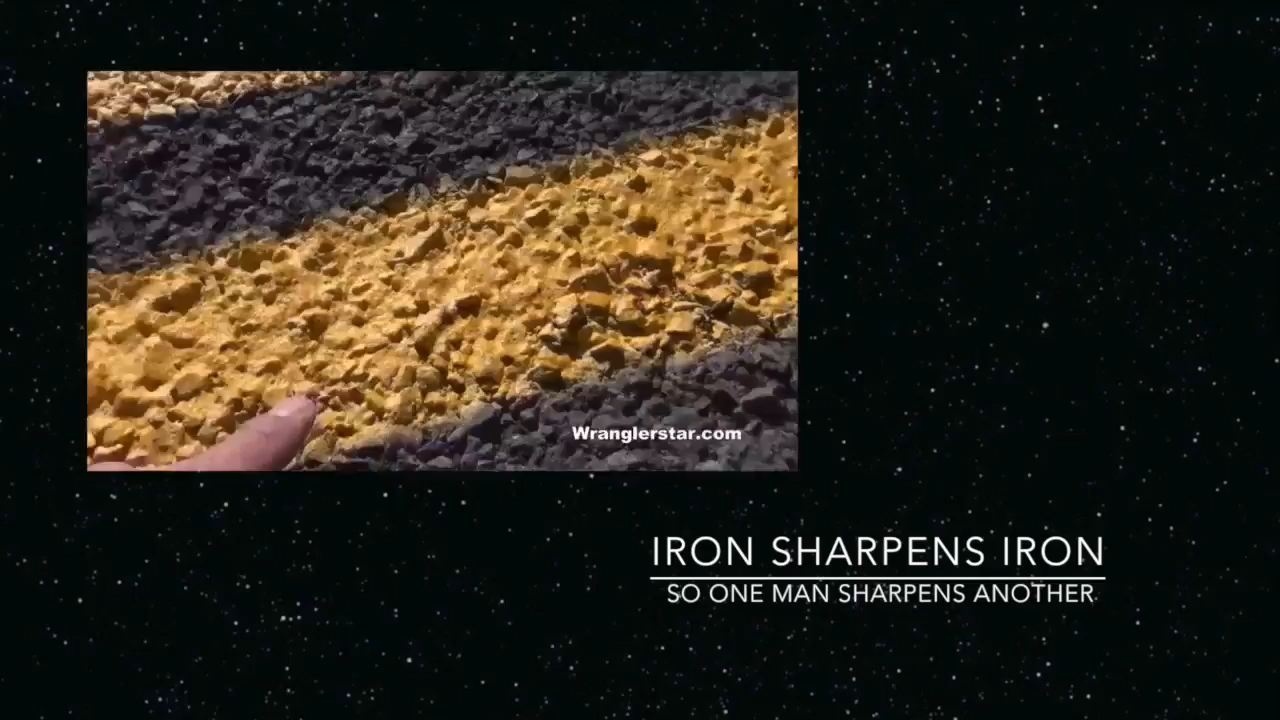 Wranglerstar.com
IRON SHARPENS IRON
SO ONE MAN SHARPENS ANOTHER